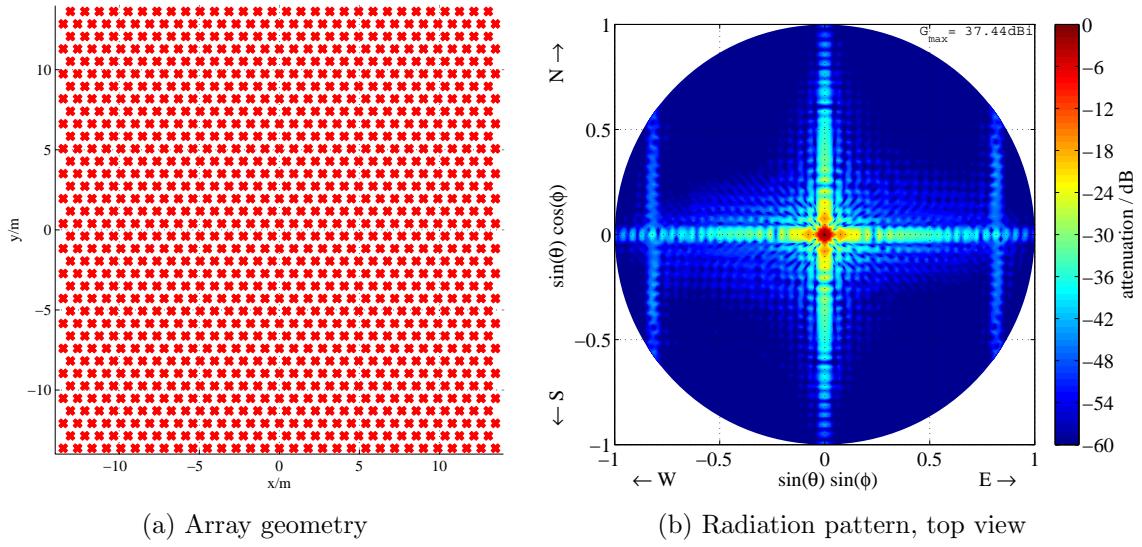 10
5
0
−5
−10
y/m
−10
−5
0
5
10
x/m
(a) Array geometry
G_max= 37.44dBi
1
0.5
0
−0.5
−1
N →
sin(θ) cos(ϕ)
← S
−1
−0.5
0
0.5
1
← W
sin(θ) sin(ϕ)
E →
0
−6
−12
−18
−24
−30
−36
−42
−48
−54
−60
attenuation / dB
(b) Radiation pattern, top view